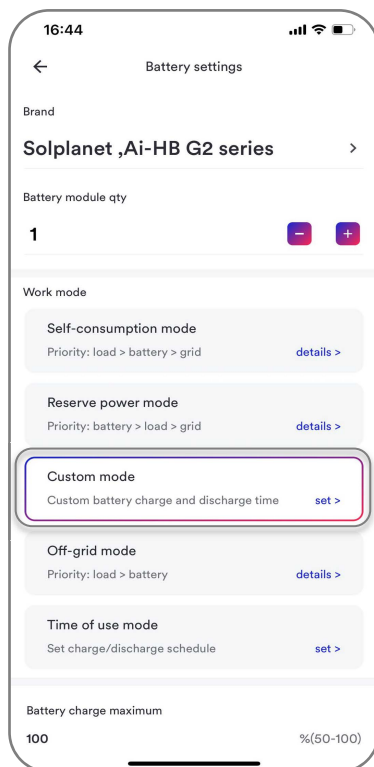 16:44
Battery settings
Brand
Solplanet ,Ai-HB G2 series >
Battery module qty
1 - +
Work mode
Self-consumption mode
Priority: load > battery > grid details >
Reserve power mode
Priority: battery > load > grid details >
Custom mode
Custom battery charge and discharge time set >
Off-grid mode
Priority: load > battery details >
Time of use mode
Set charge/discharge schedule set >
Battery charge maximum
100 %(50-100)